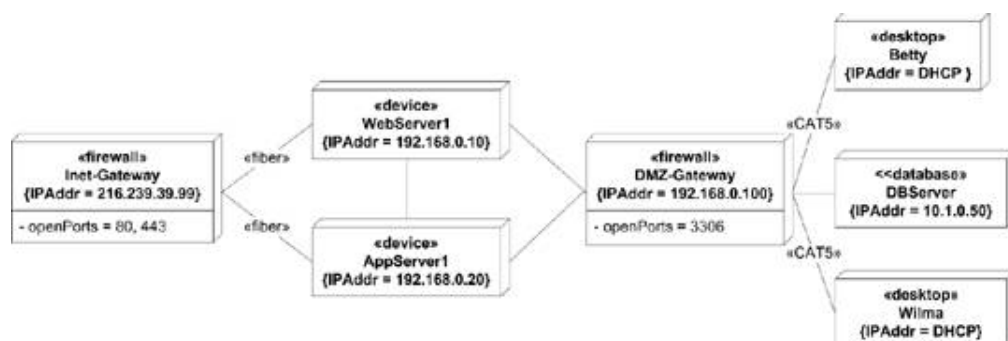 «firewall»
Inet-Gateway
{IPAddr = 216.239.39.99}
- openPorts = 80, 443
«fiber»
«fiber»
«device»
WebServer1
{IPAddr = 192.168.0.10}
«device»
AppServer1
{IPAddr = 192.168.0.20}
«firewall»
DMZ-Gateway
{IPAddr = 192.168.0.100}
- openPorts = 3306
«CAT5»
«CAT5»
«desktop»
Betty
{IPAddr = DHCP }
<<database>>
DBServer
{IPAddr = 10.1.0.50}
«desktop»
Wilma
{IPAddr = DHCP}